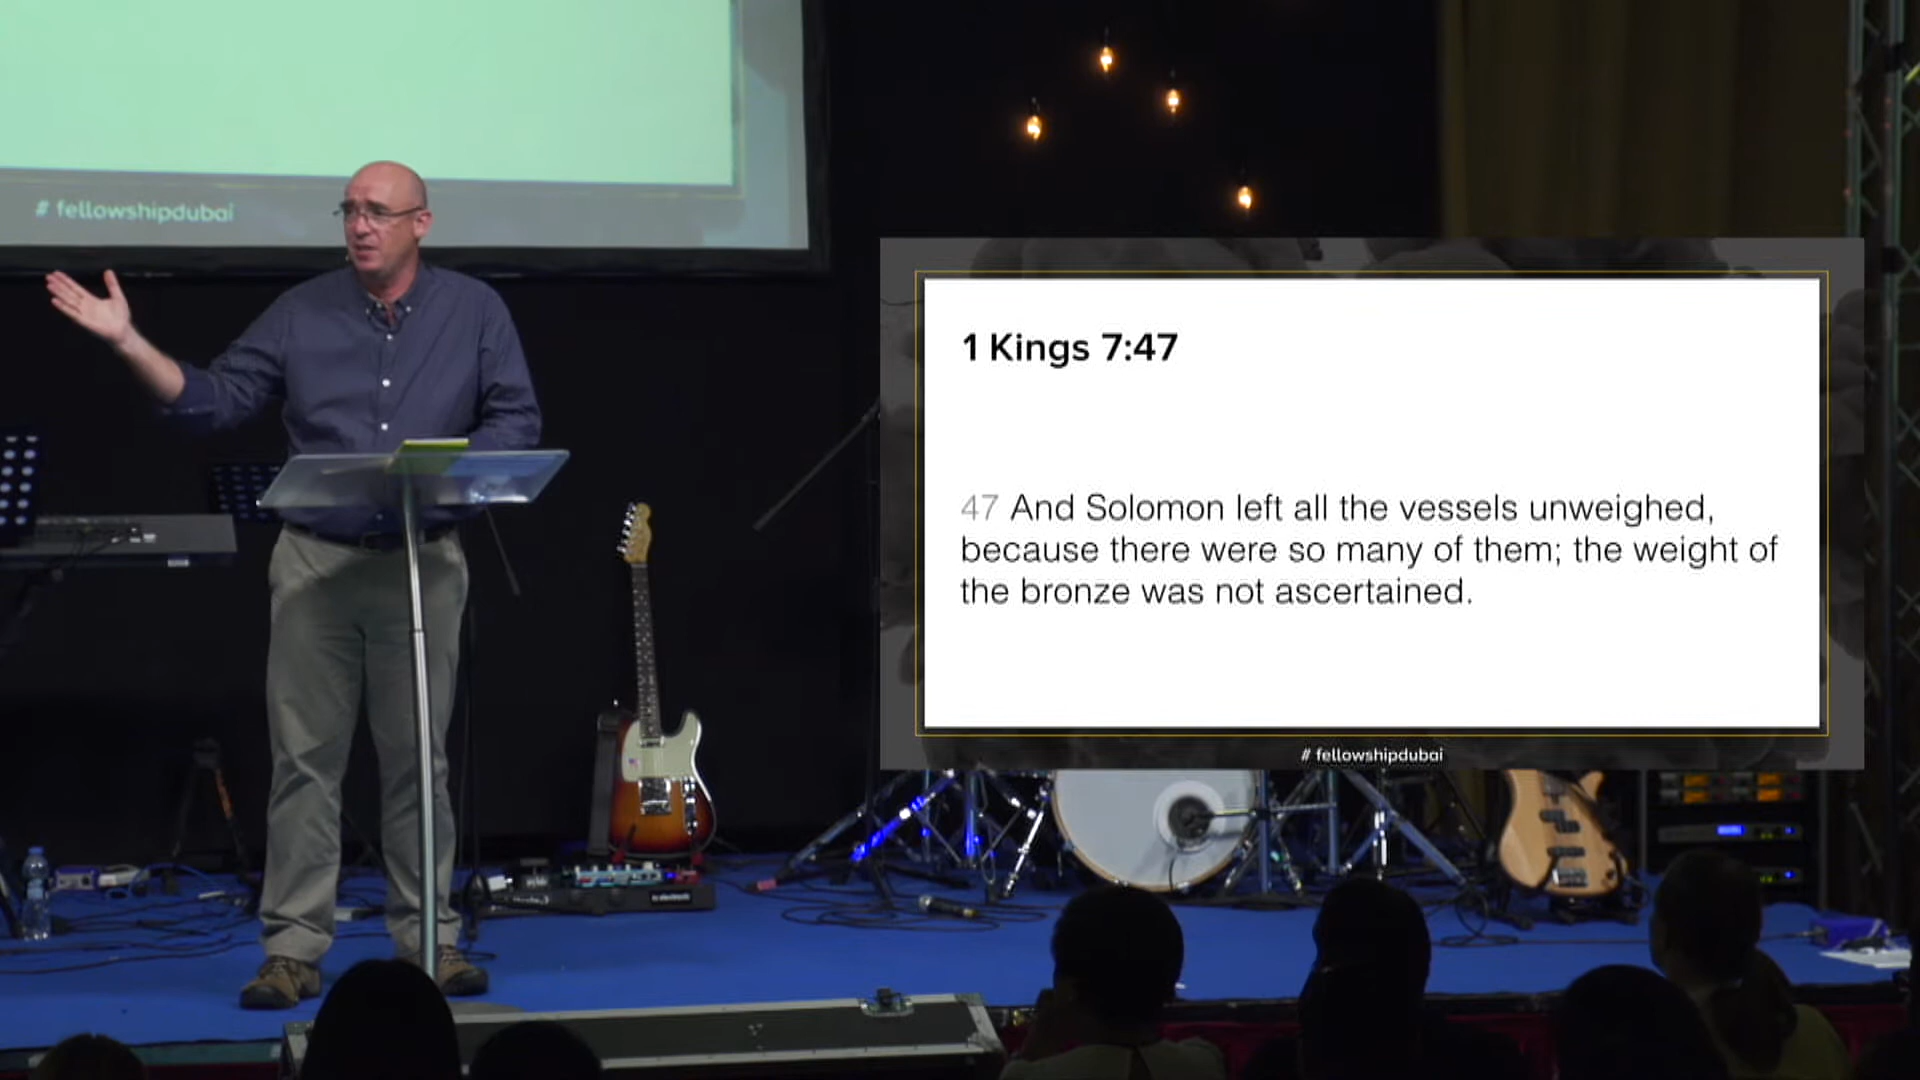 # fellowshipdubai
1 Kings 7:47
47 And Solomon left all the vessels unweighed,
because there were so many of them; the weight of
the bronze was not ascertained.
# fellowshipdubai